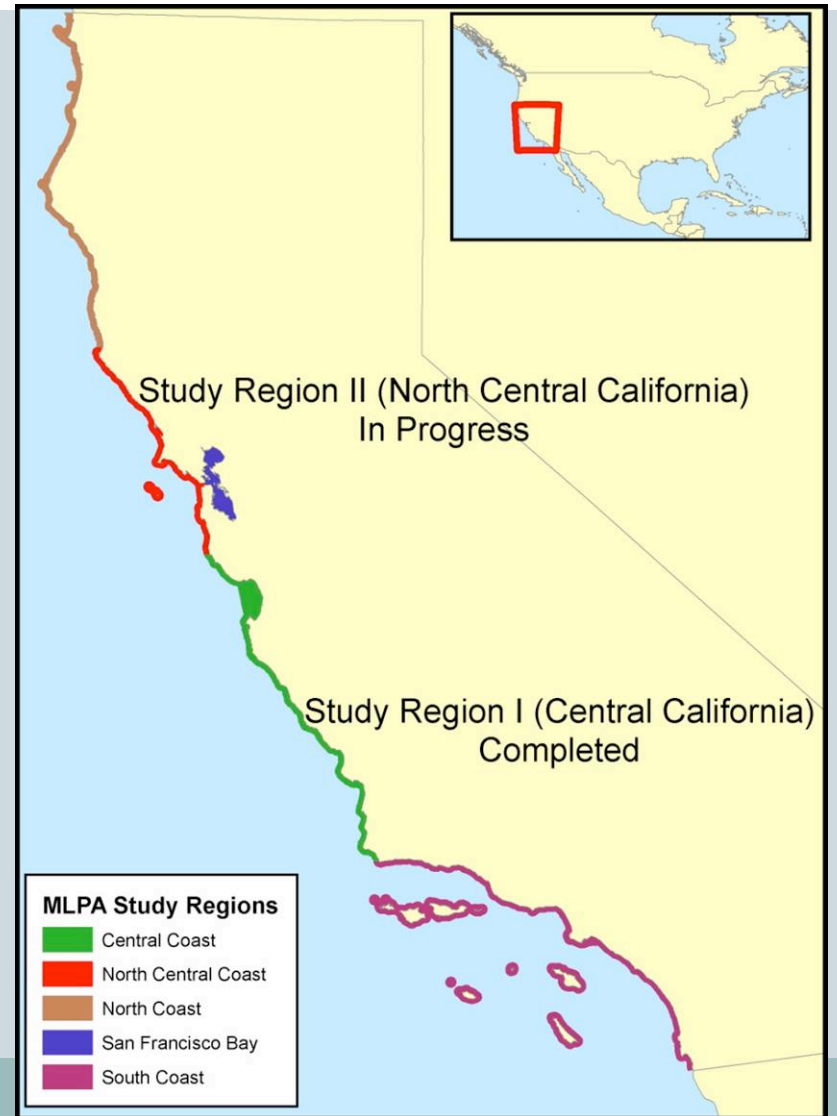 Study Region II (North Central California)
In Progress
Study Region I (Central California)
Completed
MLPA Study Regions
Central Coast
North Central Coast
North Coast
San Francisco Bay
South Coast